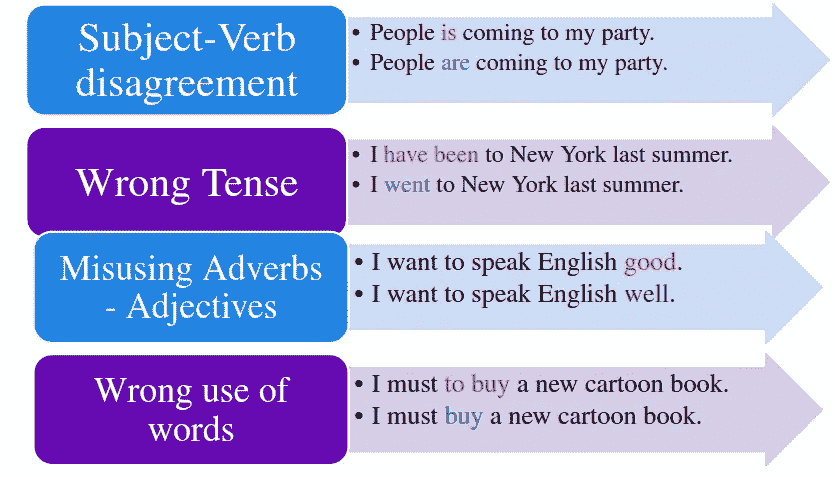 Subject-Verb
disagreement
• People is coming to my party.
• People are coming to my party.
Wrong Tense
• I have been to New York last summer.
• I went to New York last summer.
Misusing Adverbs
- Adjectives
• I want to speak English good.
• I want to speak English well.
Wrong use of
words
• I must to buy a new cartoon book.
• I must buy a new cartoon book.